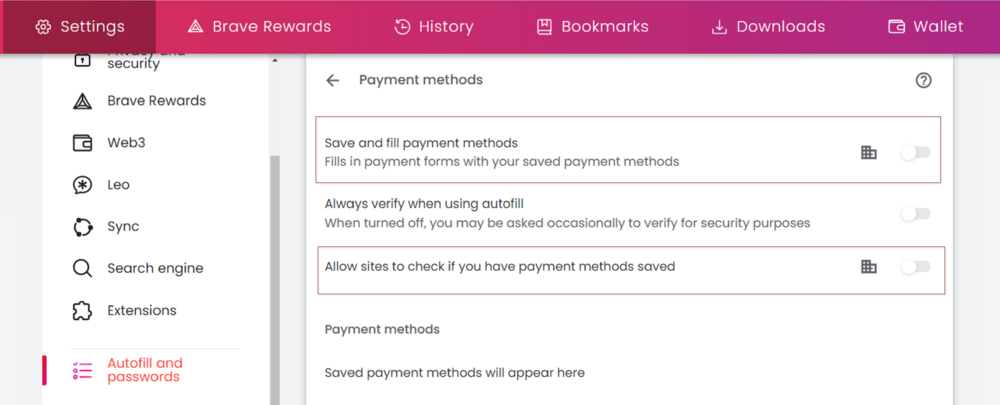 Settings
Brave Rewards
History
Bookmarks
Downloads
Wallet
Privacy and
security
Brave Rewards
Web3
Leo
Sync
Search engine
Extensions
Autofill and
passwords
Payment methods
Save and fill payment methods
Fills in payment forms with your saved payment methods
Always verify when using autofill
When turned off, you may be asked occasionally to verify for security purposes
Allow sites to check if you have payment methods saved
Payment methods
Saved payment methods will appear here